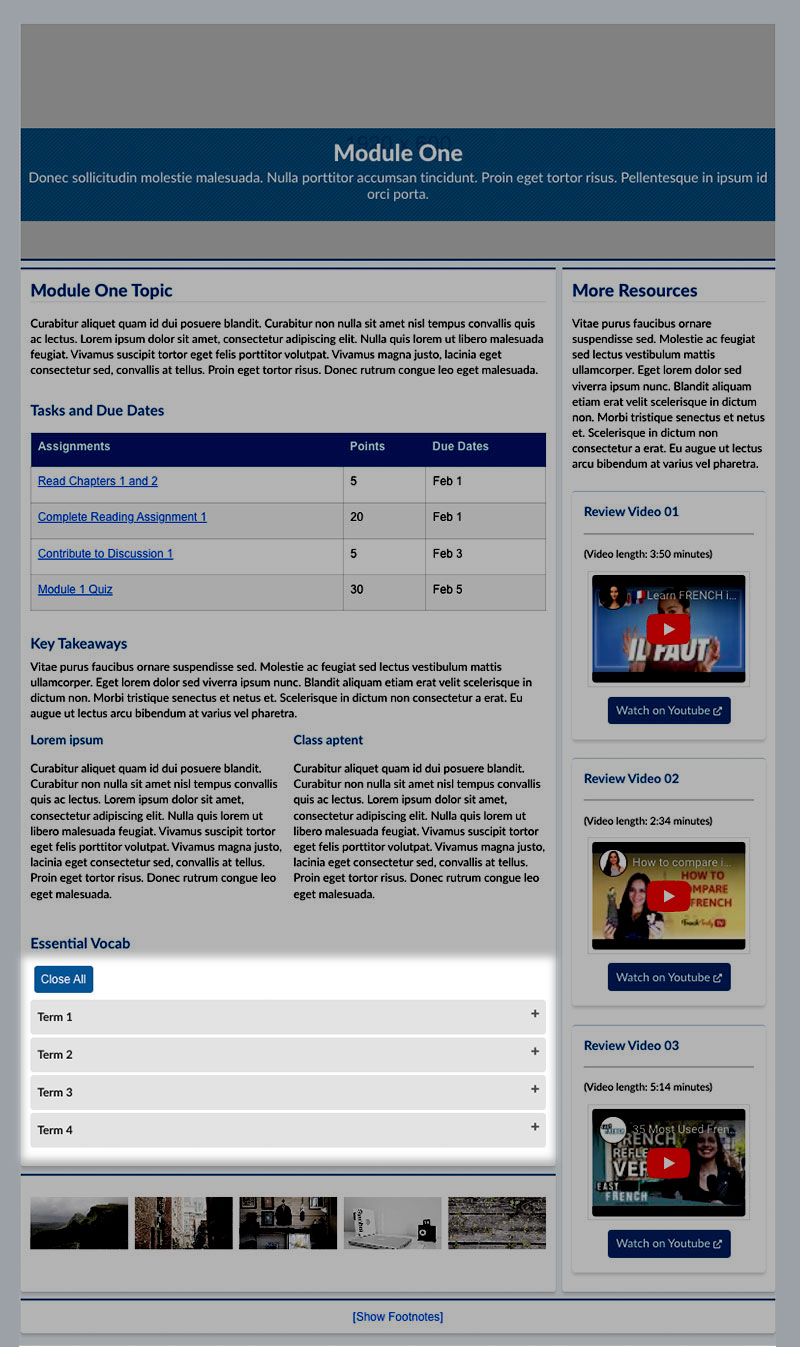 Module One
Donec sollicitudin molestie malesuada. Nulla porttitor accumsan tincidunt. Proin eget tortor risus. Pellentesque in ipsum id
orci porta.
Module One Topic
Curabitur aliquet quam id dui posuere blandit. Curabitur non nulla sit amet nisl tempus convallis quis
ac lectus. Lorem ipsum dolor sit amet, consectetur adipiscing elit. Nulla quis lorem ut libero malesuada
feugiat. Vivamus suscipit tortor eget felis porttitor volutpat. Vivamus magna justo, lacinia eget
consectetur sed, convallis at tellus. Proin eget tortor risus. Donec rutrum congue leo eget malesuada.
Tasks and Due Dates
Assignments Points Due Dates
Read Chapters 1 and 2 5 Feb 1
Complete Reading Assignment 1 20 Feb 1
Contribute to Discussion 1 5 Feb 3
Module 1 Quiz 30 Feb 5
Key Takeaways
Vitae purus faucibus ornare suspendisse sed. Molestie ac feugiat sed lectus vestibulum mattis
ullamcorper. Eget lorem dolor sed viverra ipsum nunc. Blandit aliquam etiam erat velit scelerisque in
dictum non. Morbi tristique senectus et netus et. Scelerisque in dictum non consectetur a erat. Eu
augue ut lectus arcu bibendum at varius vel pharetra.
Lorem ipsum
Curabitur aliquet quam id dui posuere blandit.
Curabitur non nulla sit amet nisl tempus convallis
quis ac lectus. Lorem ipsum dolor sit amet,
consectetur adipiscing elit. Nulla quis lorem ut
libero malesuada feugiat. Vivamus suscipit tortor
eget felis porttitor volutpat. Vivamus magna justo,
lacinia eget consectetur sed, convallis at tellus.
Proin eget tortor risus. Donec rutrum congue leo
eget malesuada.
Class aptent
Curabitur aliquet quam id dui posuere blandit.
Curabitur non nulla sit amet nisl tempus convallis
quis ac lectus. Lorem ipsum dolor sit amet,
consectetur adipiscing elit. Nulla quis lorem ut
libero malesuada feugiat. Vivamus suscipit tortor
eget felis porttitor volutpat. Vivamus magna justo,
lacinia eget consectetur sed, convallis at tellus.
Proin eget tortor risus. Donec rutrum congue leo
eget malesuada.
Essential Vocab
Close All
Term 1 +
Term 2 +
Term 3 +
Term 4 +
More Resources
Vitae purus faucibus ornare
suspendisse sed. Molestie ac feugiat
sed lectus vestibulum mattis
ullamcorper. Eget lorem dolor sed
viverra ipsum nunc. Blandit aliquam
etiam erat velit scelerisque in dictum
non. Morbi tristique senectus et netus
et. Scelerisque in dictum non
consectetur a erat. Eu augue ut lectus
arcu bibendum at varius vel pharetra.
Review Video 01
(Video length: 3:50 minutes)
Learn FRENCH i...
IL FAUT
Watch on Youtube
Review Video 02
(Video length: 2:34 minutes)
How to compare i...
HOW TO
COMPARE
FRENCH
Watch on Youtube
Review Video 03
(Video length: 5:14 minutes)
35 Most Used Fren...
FRENCH
EAST
FRENCH
Watch on Youtube
[Show Footnotes]